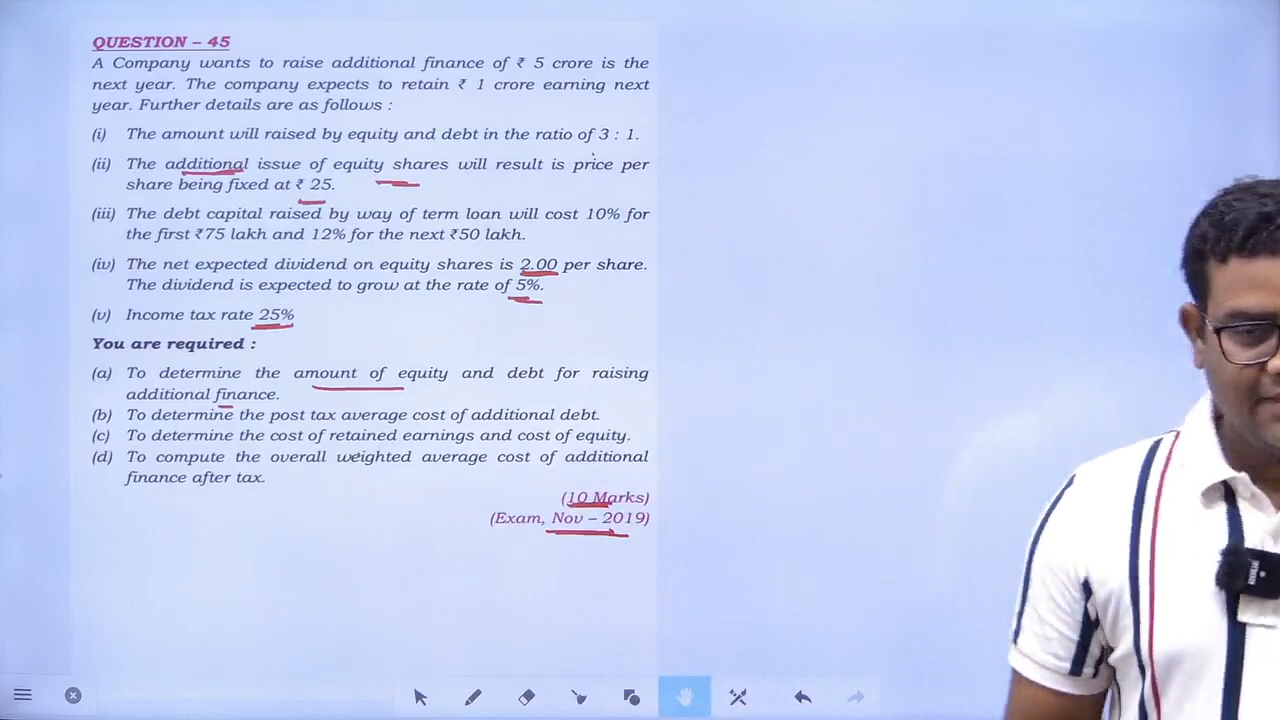 QUESTION – 45
A Company wants to raise additional finance of ₹ 5 crore is the
next year. The company expects to retain ₹ 1 crore earning next
year. Further details are as follows :
(i) The amount will raised by equity and debt in the ratio of 3 : 1.
(ii) The additional issue of equity shares will result is price per
share being fixed at ₹ 25.
(iii) The debt capital raised by way of term loan will cost 10% for
the first ₹75 lakh and 12% for the next ₹50 lakh.
(iv) The net expected dividend on equity shares is 2.00 per share.
The dividend is expected to grow at the rate of 5%.
(v) Income tax rate 25%
You are required :
(a) To determine the amount of equity and debt for raising
additional finance.
(b) To determine the post tax average cost of additional debt.
(c) To determine the cost of retained earnings and cost of equity.
(d) To compute the overall weighted average cost of additional
finance after tax.
(10 Marks)
(Exam, Nov – 2019)